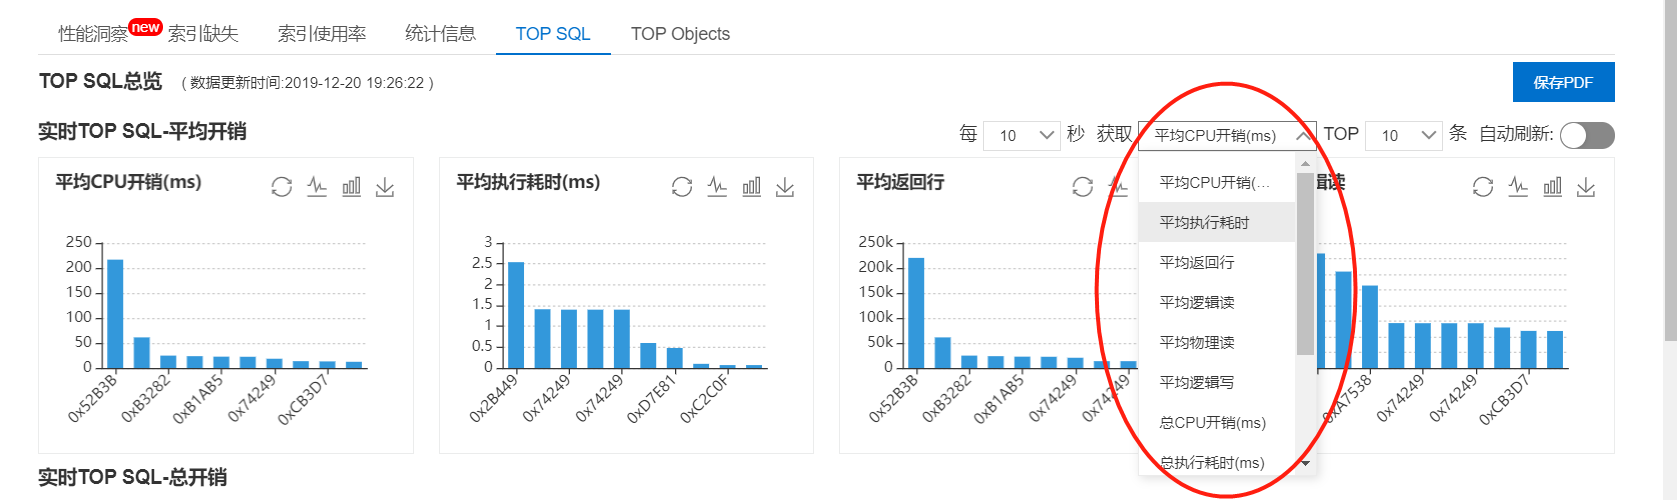 性能洞察 new 索引缺失 索引使用率 统计信息 TOP SQL TOP Objects
TOP SQL总览 (数据更新时间:2019-12-20 19:26:22) 保存PDF
实时TOP SQL-平均开销 每 10 秒 获取 平均CPU开销(ms) TOP 10 条 自动刷新:
平均CPU开销(ms)
250
200
150
100
50
0
0x52B3B 0xB3282 0xB1AB5 0x74249 0xCB3D7
平均执行耗时(ms)
3
2.5
2
1.5
1
0.5
0
0x2B449 0x74249 0x74249 0xD7E81 0xC2C0F
平均返回行
250k
200k
150k
100k
50k
0
0x52B3B 0xB3282 0xB1AB5 0x74249 0x74249
平均CPU开销(...
平均执行耗时
平均返回行
平均逻辑读
平均物理读
平均逻辑写
总CPU开销(ms)
总执行耗时(ms)
辑读
0xA7538 0x74249 0x74249 0xCB3D7
实时TOP SQL-总开销